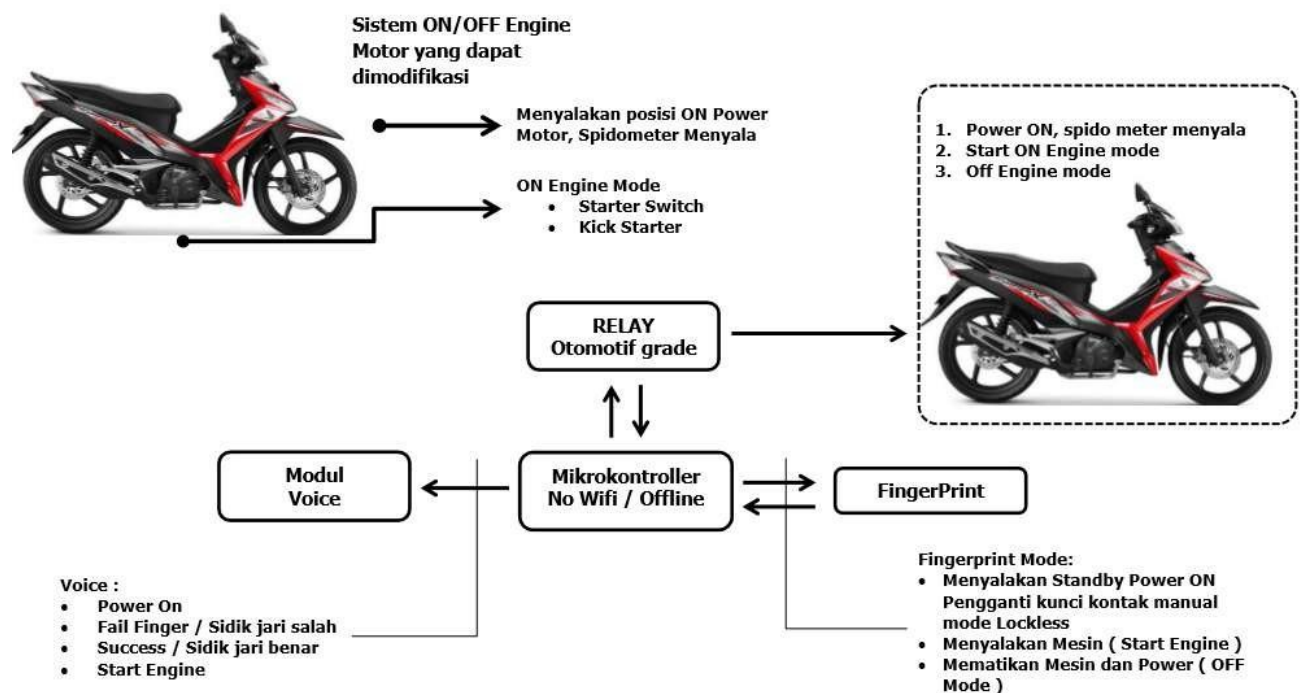 Sistem ON/OFF Engine
Motor yang dapat
dimodifikasi
Menyalakan posisi ON Power
Motor, Spidometer Menyala
ON Engine Mode
• Starter Switch
• Kick Starter
1. Power ON, spido meter menyala
2. Start ON Engine mode
3. Off Engine mode
RELAY
Otomotif grade
Modul
Voice
Mikrokontroller
No Wifi / Offline
FingerPrint
Voice :
• Power On
• Fail Finger / Sidik jari salah
• Success / Sidik jari benar
• Start Engine
Fingerprint Mode:
• Menyalakan Standby Power ON
Pengganti kunci kontak manual
mode Lockless
• Menyalakan Mesin ( Start Engine )
• Mematikan Mesin dan Power ( OFF
Mode )